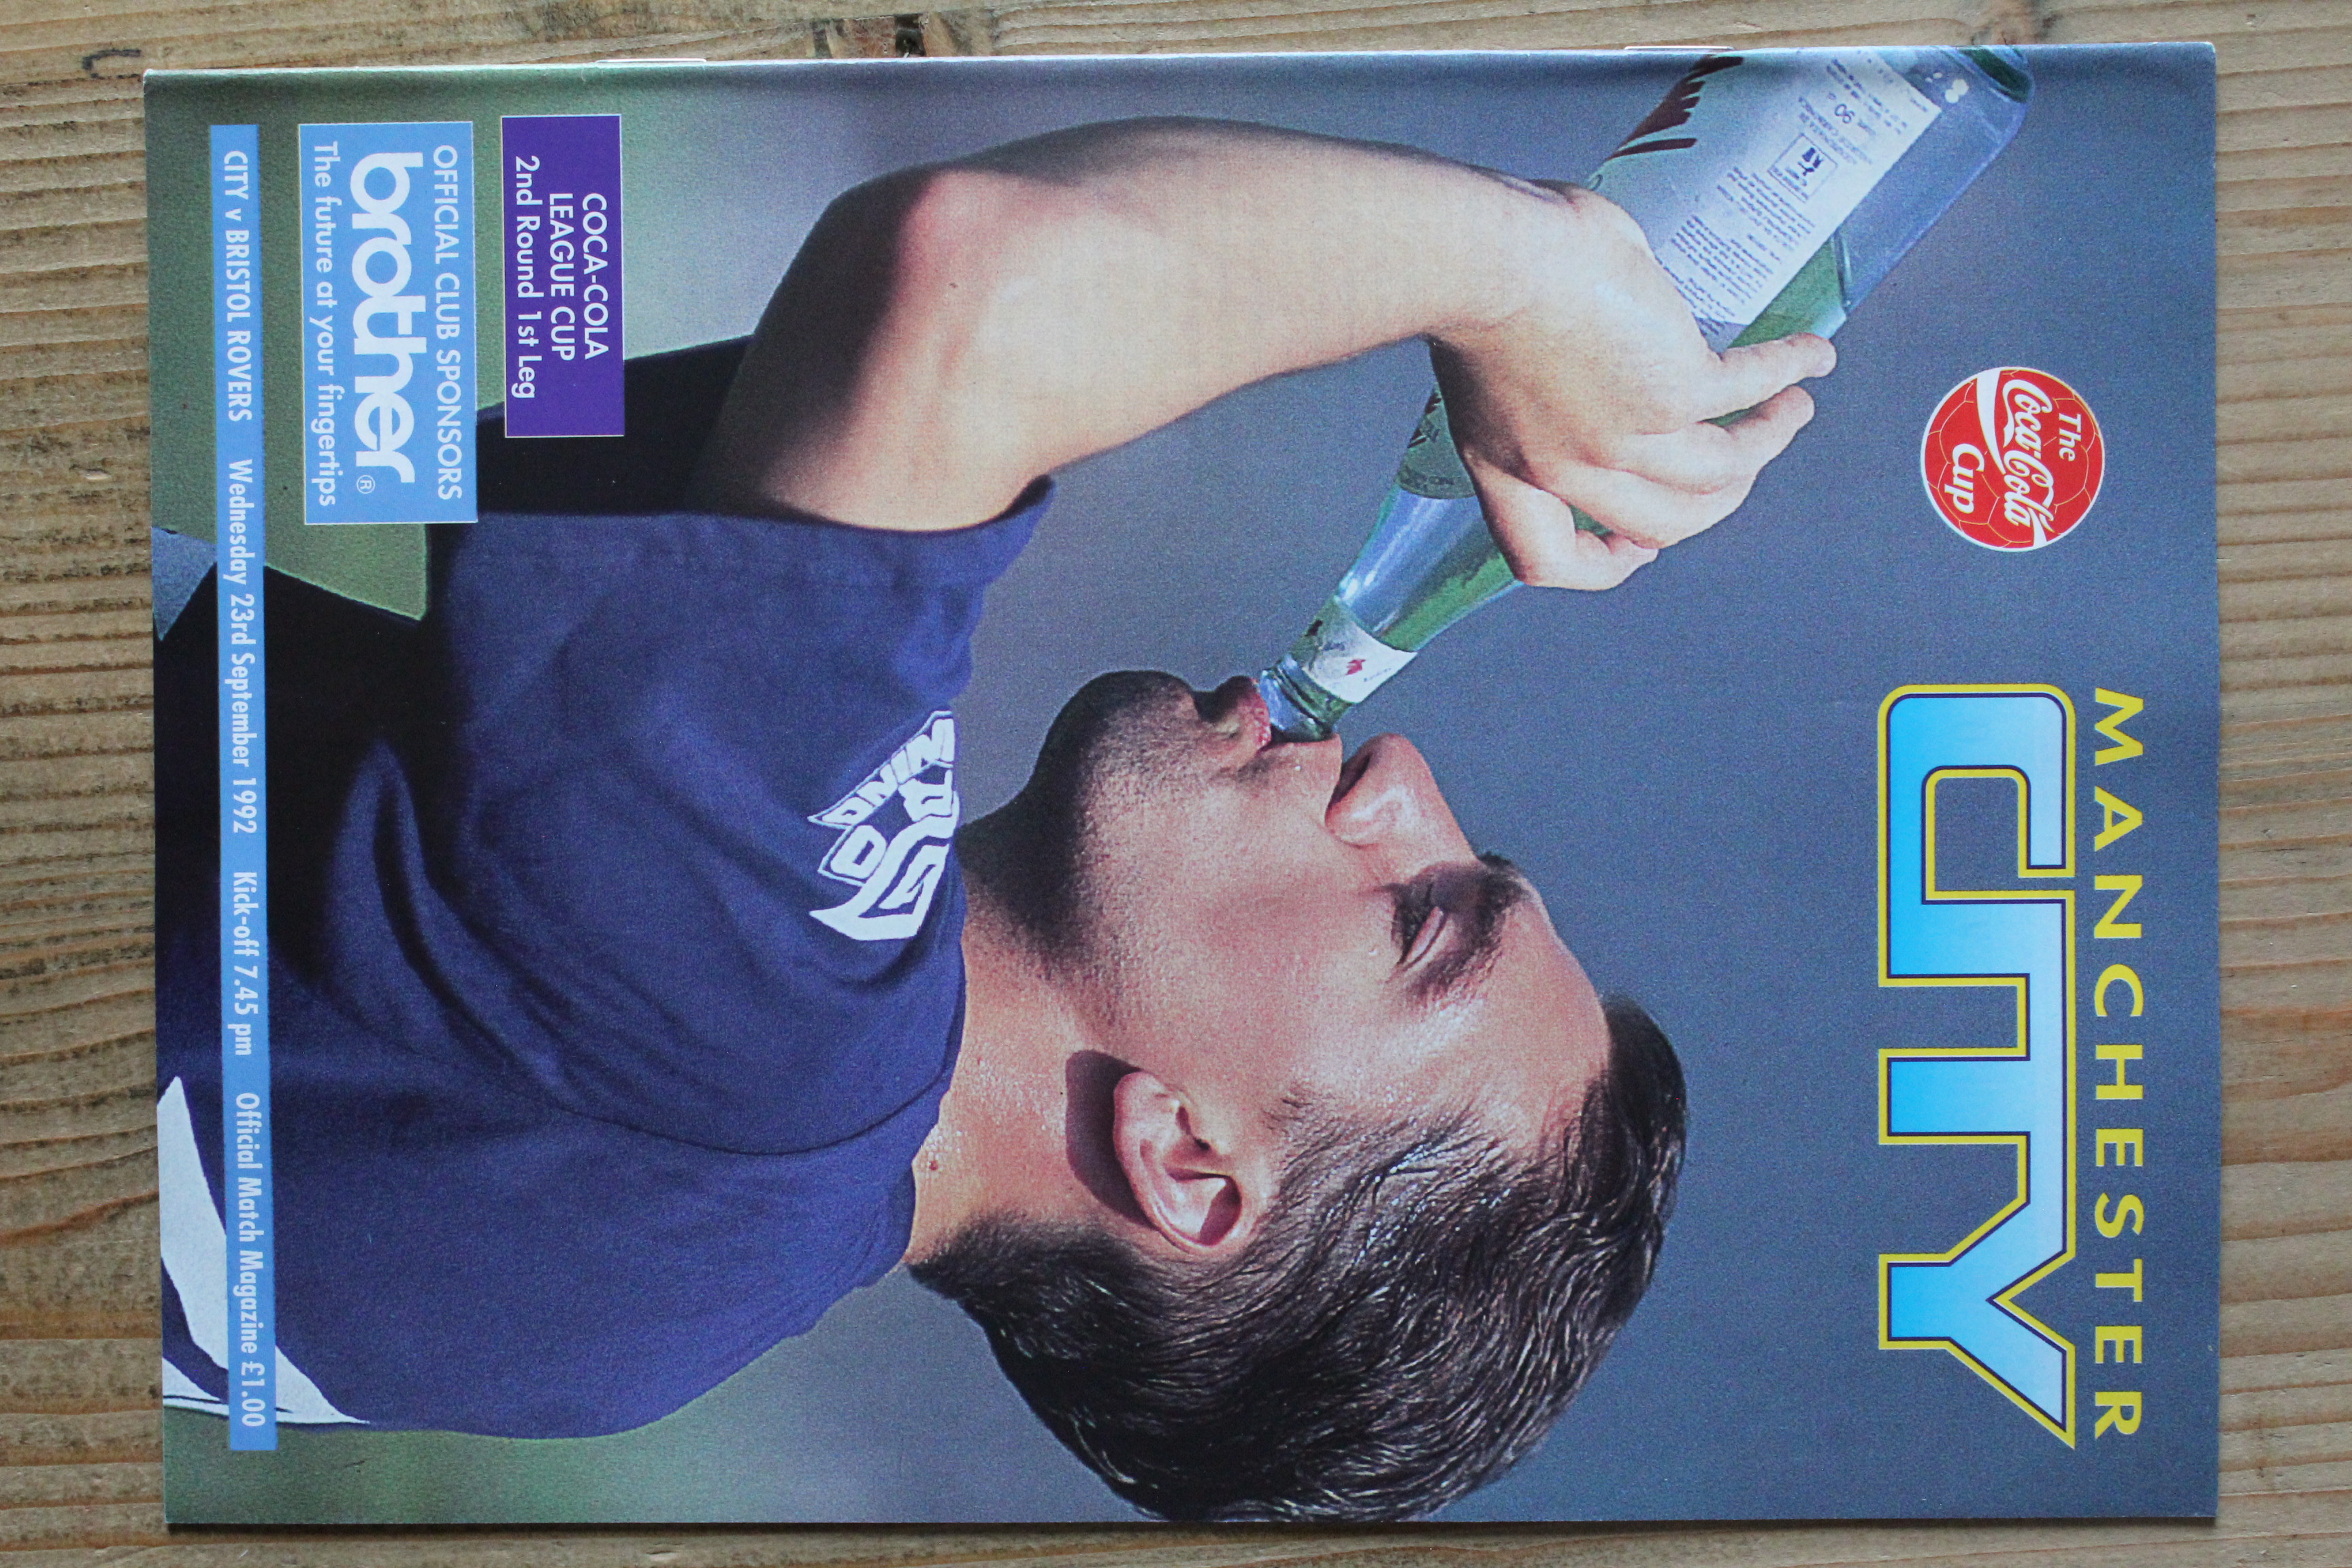 MANCHESTER
CITY
The
Coca-Cola
Cup
COCA-COLA
LEAGUE CUP
2nd Round 1st Leg
OFFICIAL CLUB SPONSORS
brother®
The future at your fingertips
CITY v BRISTOL ROVERS Wednesday 23rd September 1992 Kick-off 7.45 pm Official Match Magazine £1.00